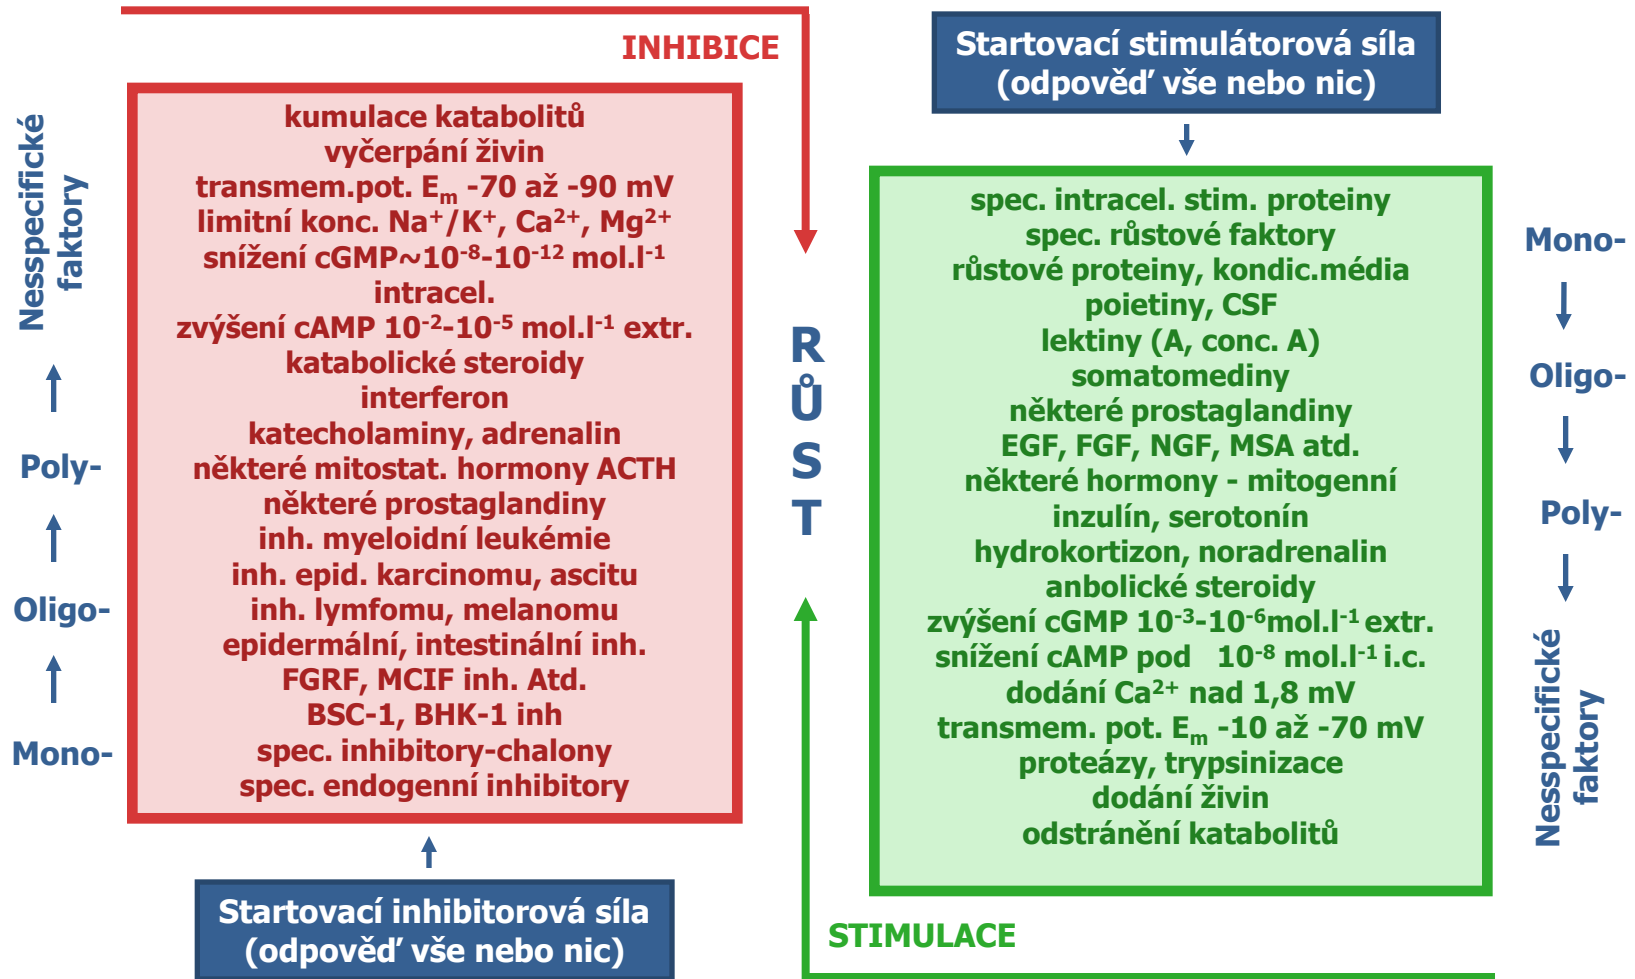 INHIBICE
Startovací stimulátorová síla
(odpověď vše nebo nic)
Nesspecifické
faktory
Poly-
Oligo-
Mono-
kumulace katabolitů
vyčerpání živin
transmem.pot. Eₘ -70 až -90 mV
limitní konc. Na⁺/K⁺, Ca²⁺, Mg²⁺
snížení cGMP~10⁻⁸-10⁻¹² mol.l⁻¹
intracel.
zvýšení cAMP 10⁻²-10⁻⁵ mol.l⁻¹ extr.
katabolické steroidy
interferon
katecholaminy, adrenalin
některé mitostat. hormony ACTH
některé prostaglandiny
inh. myeloidní leukémie
inh. epid. karcinomu, ascitu
inh. lymfomu, melanomu
epidermální, intestinální inh.
FGRF, MCIF inh. Atd.
BSC-1, BHK-1 inh
spec. inhibitory-chalony
spec. endogenní inhibitory
Startovací inhibitorová síla
(odpověď vše nebo nic)
RŮST
spec. intracel. stim. proteiny
spec. růstové faktory
růstové proteiny, kondic.média
poietiny, CSF
lektiny (A, conc. A)
somatomediny
některé prostaglandiny
EGF, FGF, NGF, MSA atd.
některé hormony - mitogenní
inzulín, serotonín
hydrokortizon, noradrenalin
anbolické steroidy
zvýšení cGMP 10⁻³-10⁻⁶mol.l⁻¹ extr.
snížení cAMP pod 10⁻⁸ mol.l⁻¹ i.c.
dodání Ca²⁺ nad 1,8 mV
transmem. pot. Eₘ -10 až -70 mV
proteázy, trypsinizace
dodání živin
odstránění katabolitů
Mono-
Oligo-
Poly-
Nesspecifické
faktory
STIMULACE